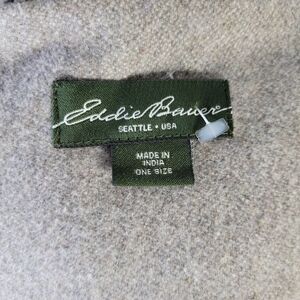 Eddie Bauer
SEATTLE • USA
MADE IN
INDIA
ONE SIZE